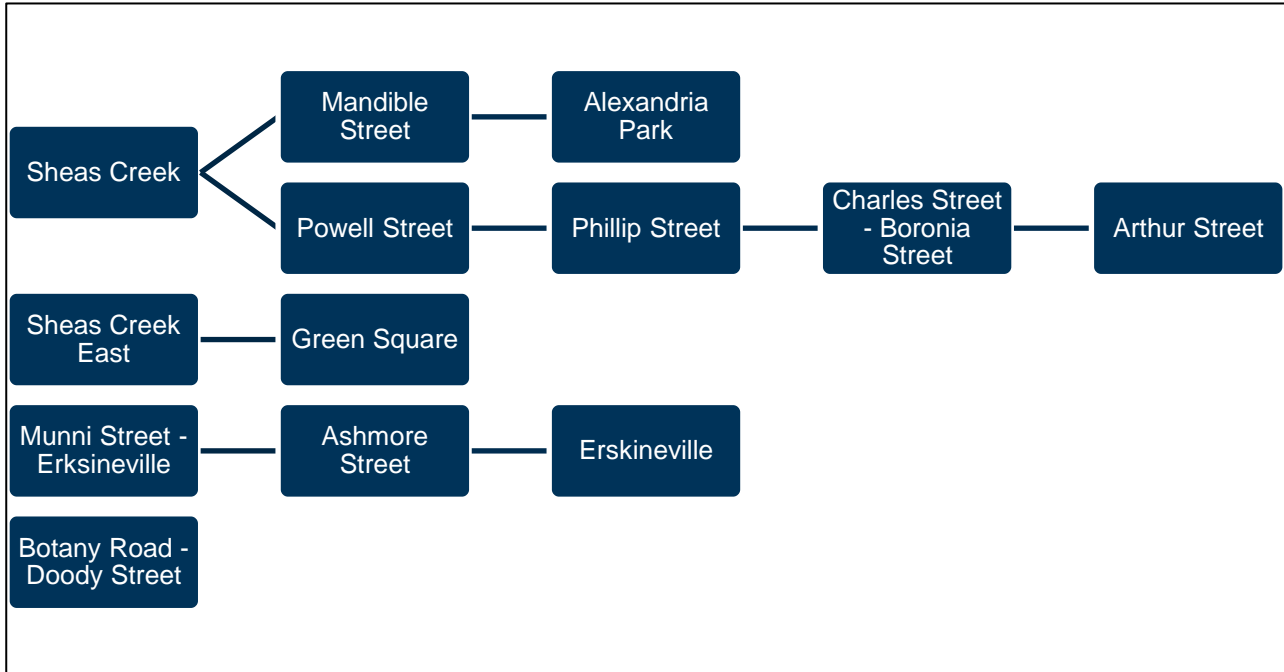 Mandible
Street
Alexandria
Park
Sheas Creek
Powell Street
Phillip Street
Charles Street
- Boronia
Street
Arthur Street
Sheas Creek
East
Green Square
Munni Street -
Erksineville
Ashmore
Street
Erskineville
Botany Road -
Doody Street